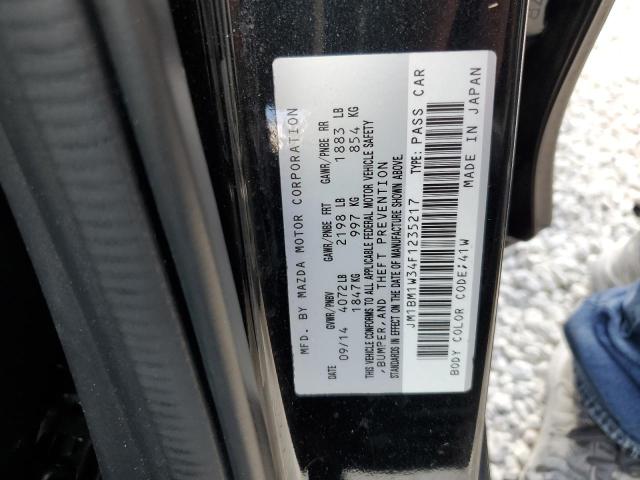 MFD. BY MAZDA MOTOR CORPORATION
DATE GVWR/PNBV GAWR/PNBE FRT GAWR/PNBE RR
09/14 4072LB 2198 LB 1883 LB
1847KG 997 KG 854 KG
THIS VEHICLE CONFORMS TO ALL APPLICABLE FEDERAL MOTOR VEHICLE SAFETY
,BUMPER,AND THEFT PREVENTION
STANDARDS IN EFFECT ON THE DATE OF MANUFACTURE SHOWN ABOVE.
JM1BM1W34F1235217 TYPE: PASS CAR
BODY COLOR CODE;41W MADE IN JAPAN